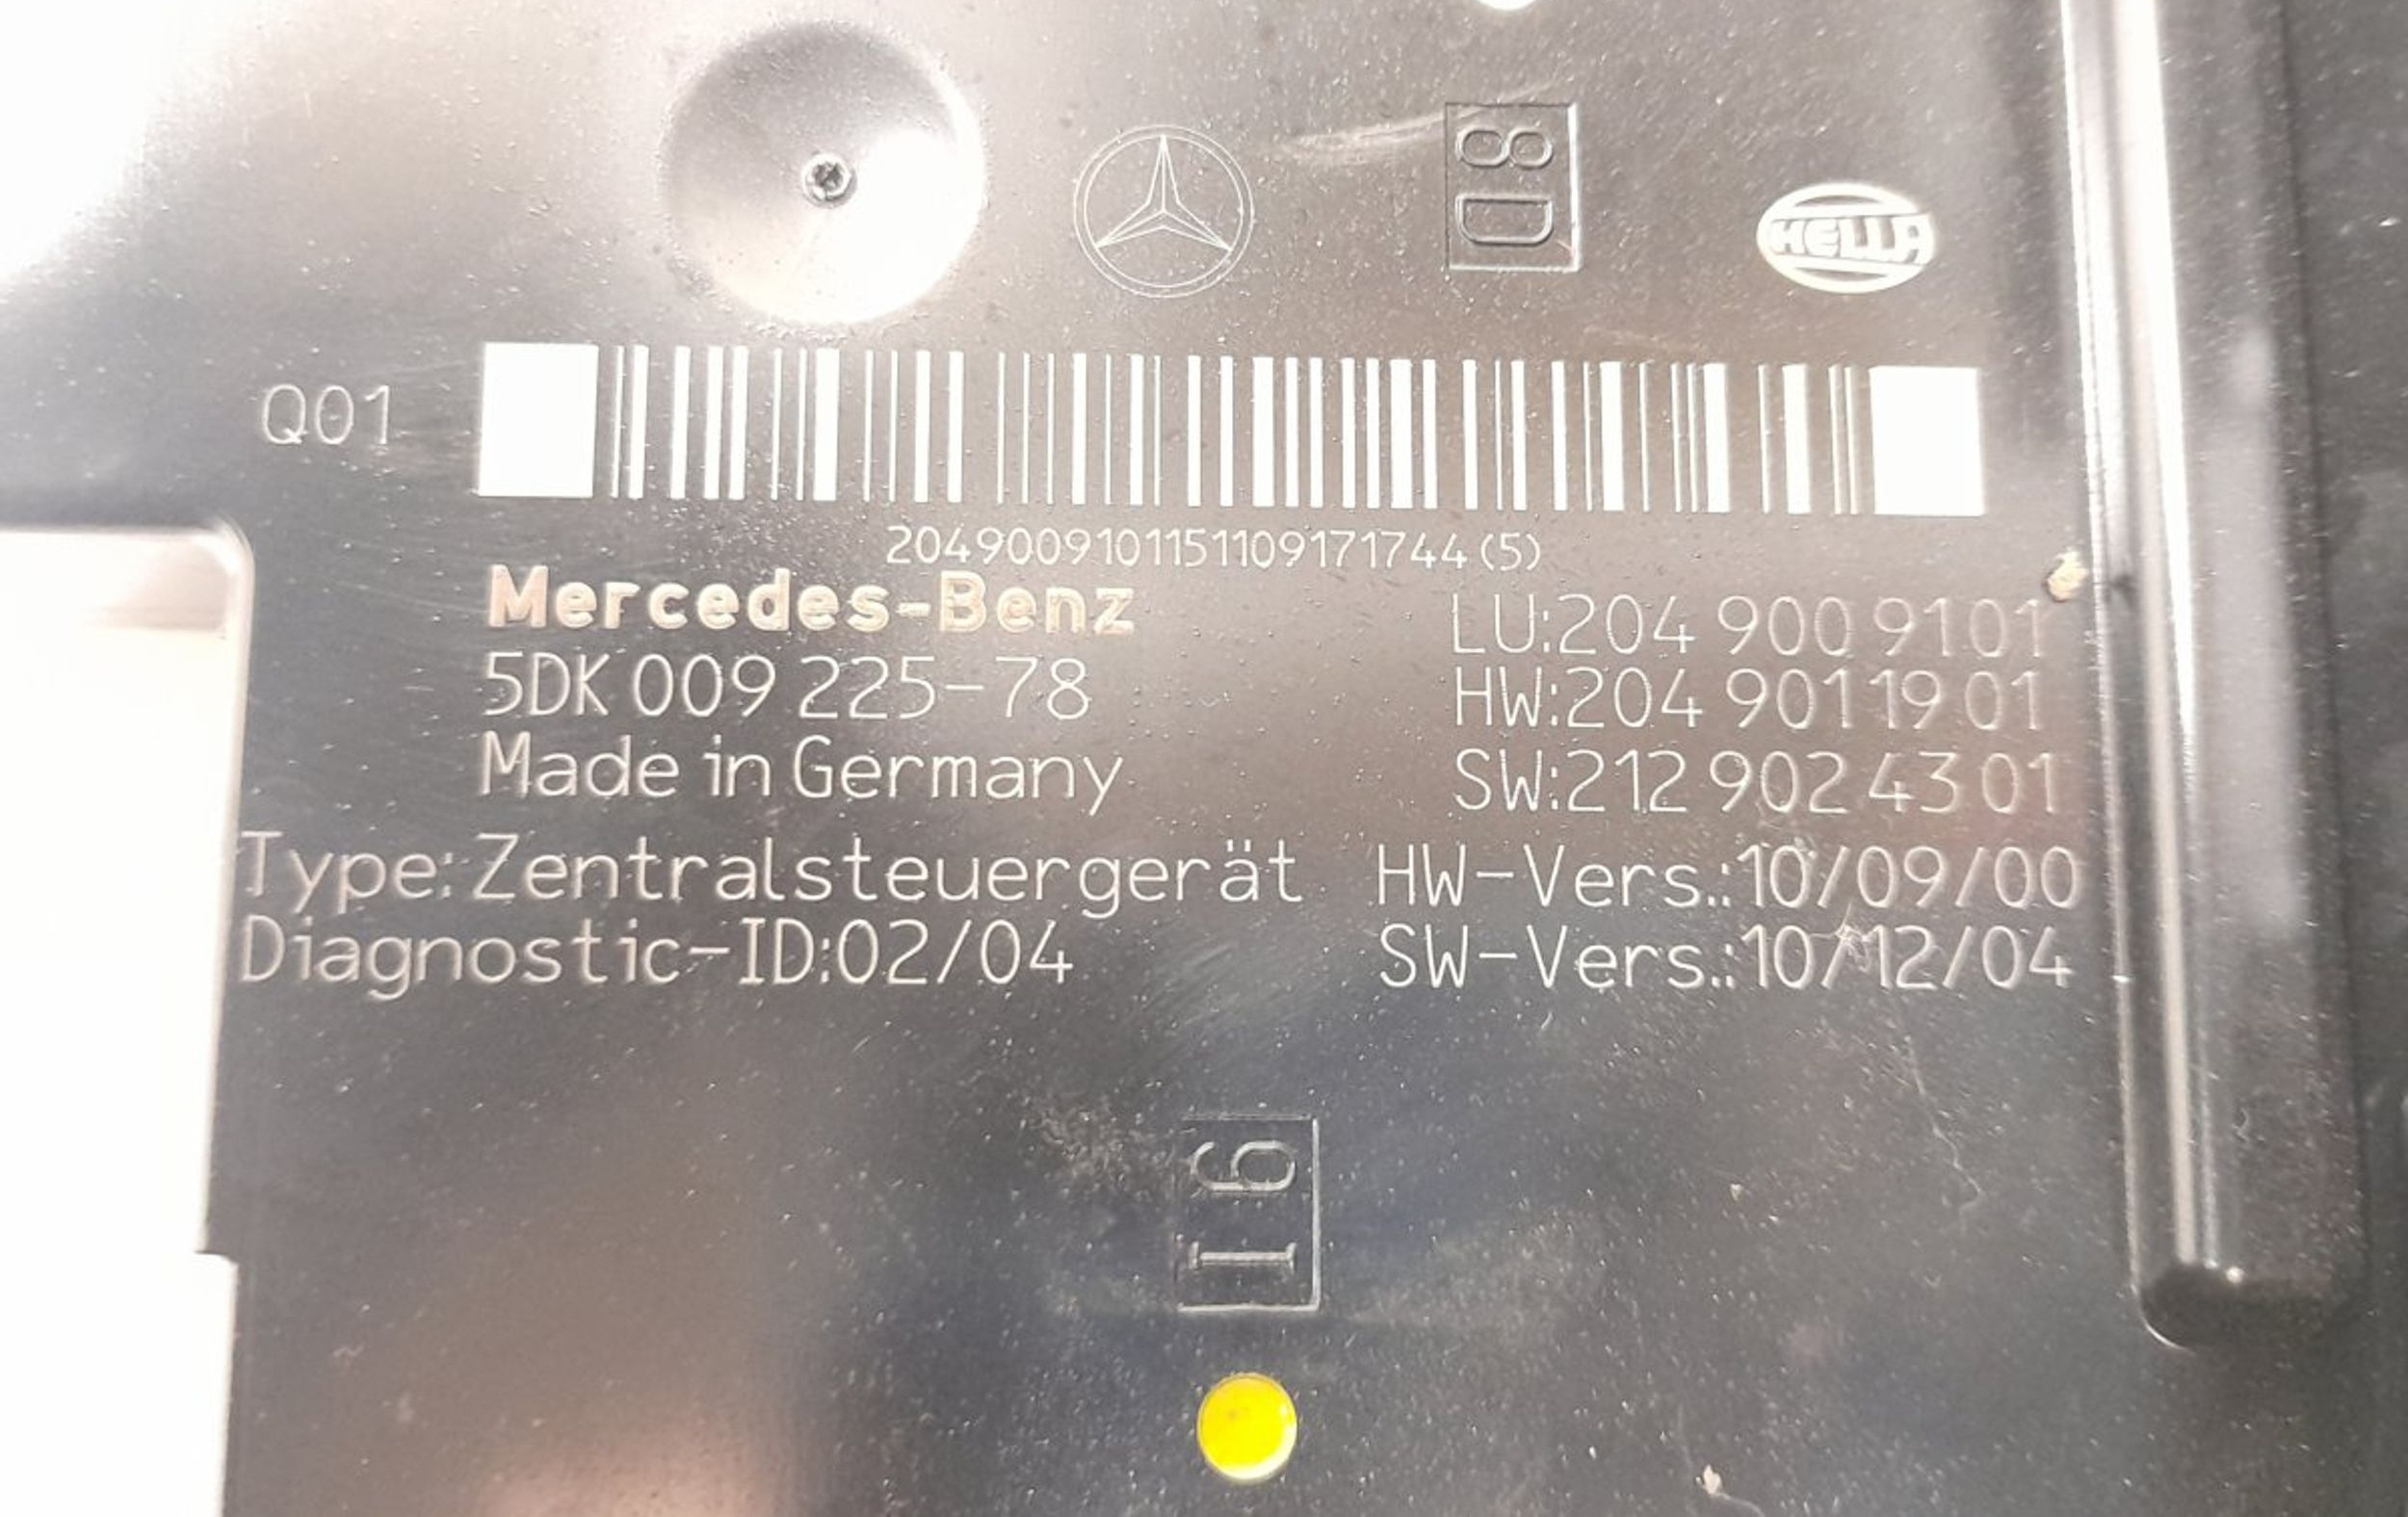 8D
HELLA
Q01
2049009101151109171744(5)
Mercedes-Benz
LU:204 900 91 01
5DK 009 225-78
HW:204 901 19 01
Made in Germany
SW:212 902 43 01
Type: Zentralsteuergerät
HW-Vers.:10/09/00
Diagnostic-ID:02/04
SW-Vers.:10/12/04